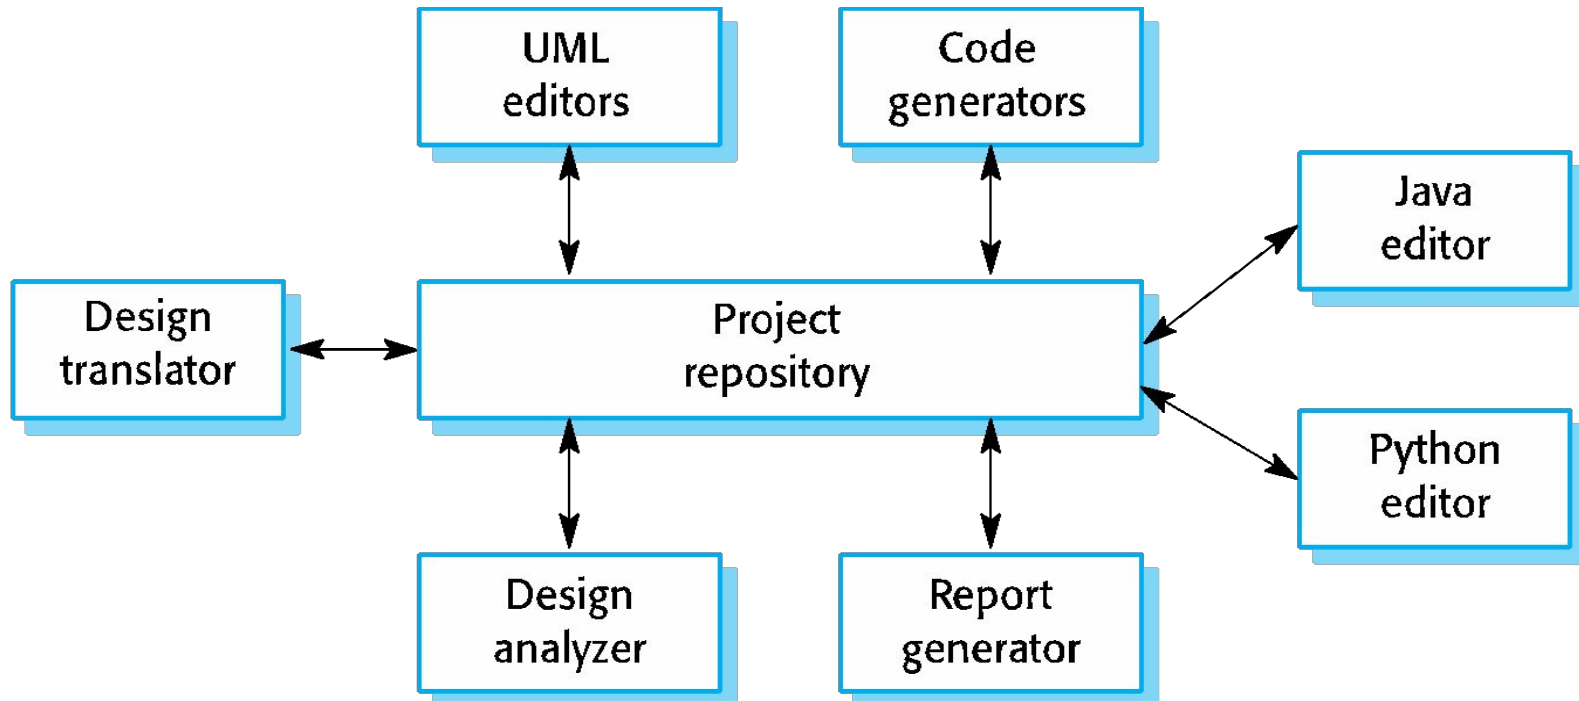 UML
editors
Code
generators
Java
editor
Design
translator
Project
repository
Python
editor
Design
analyzer
Report
generator